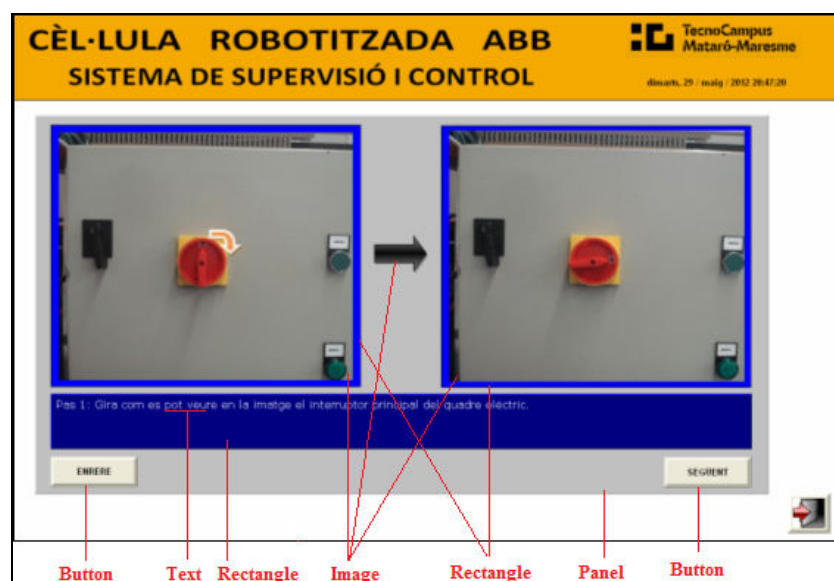 CÈL·LULA ROBOTITZADA ABB
SISTEMA DE SUPERVISIÓ I CONTROL
TecnoCampus
Mataró-Maresme
dimarts, 29 / maig / 2012 20:47:20
Pas 1: Gira com es pot veure en la imatge el interruptor principal del quadre elèctric.
ENRERE
SEGÜENT
Button Text Rectangle Image Rectangle Panel Button